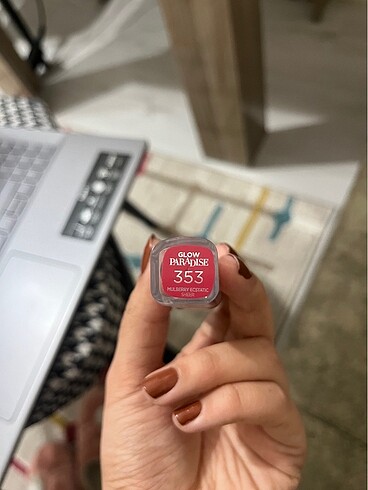 GLOW
PARADISE
353
MULBERRY ECSTATIC
SHEER